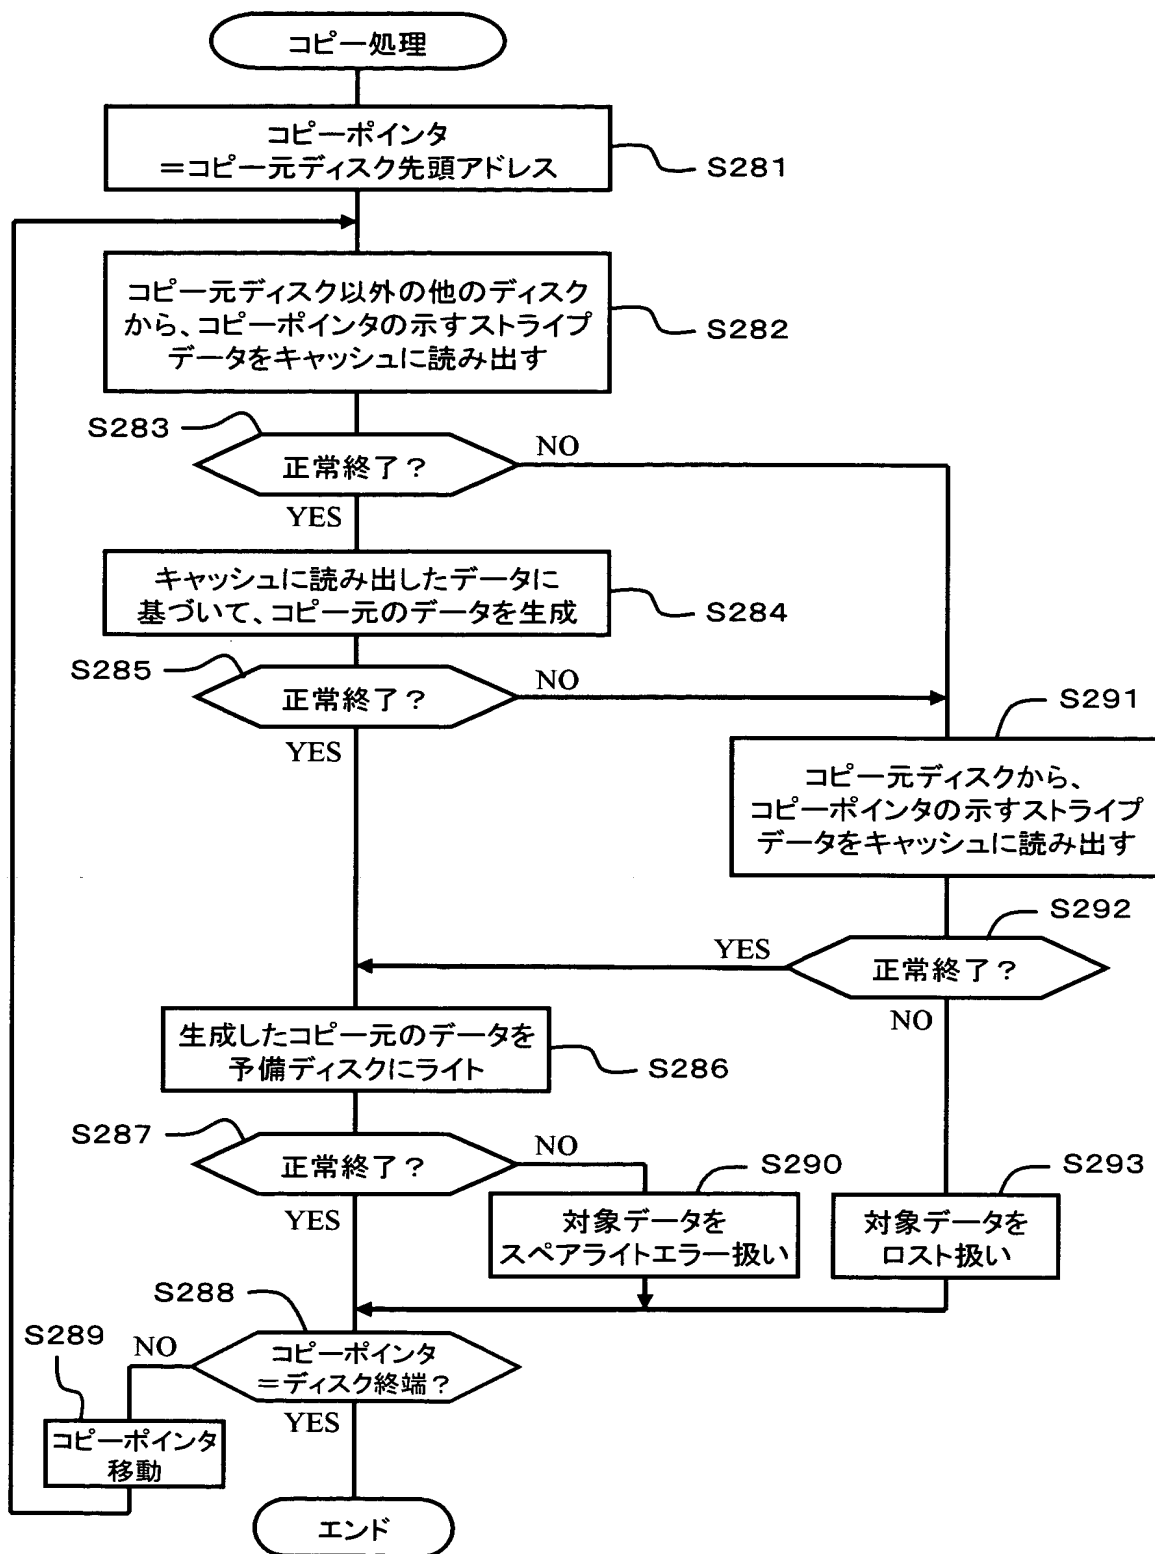 コピー処理
コピーポインタ
=コピー元ディスク先頭アドレス
S281
コピー元ディスク以外の他のディスク
から、コピーポインタの示すストライプ
データをキャッシュに読み出す
S282
S283
正常終了?
NO
YES
キャッシュに読み出したデータに
基づいて、コピー元のデータを生成
S284
S285
正常終了?
NO
YES
S291
コピー元ディスクから、
コピーポインタの示すストライプ
データをキャッシュに読み出す
S292
正常終了?
YES
NO
生成したコピー元のデータを
予備ディスクにライト
S286
S287
正常終了?
NO
YES
S290
対象データを
スペアライトエラー扱い
S293
対象データを
ロスト扱い
S288
コピーポインタ
=ディスク終端?
NO
YES
S289
コピーポインタ
移動
エンド